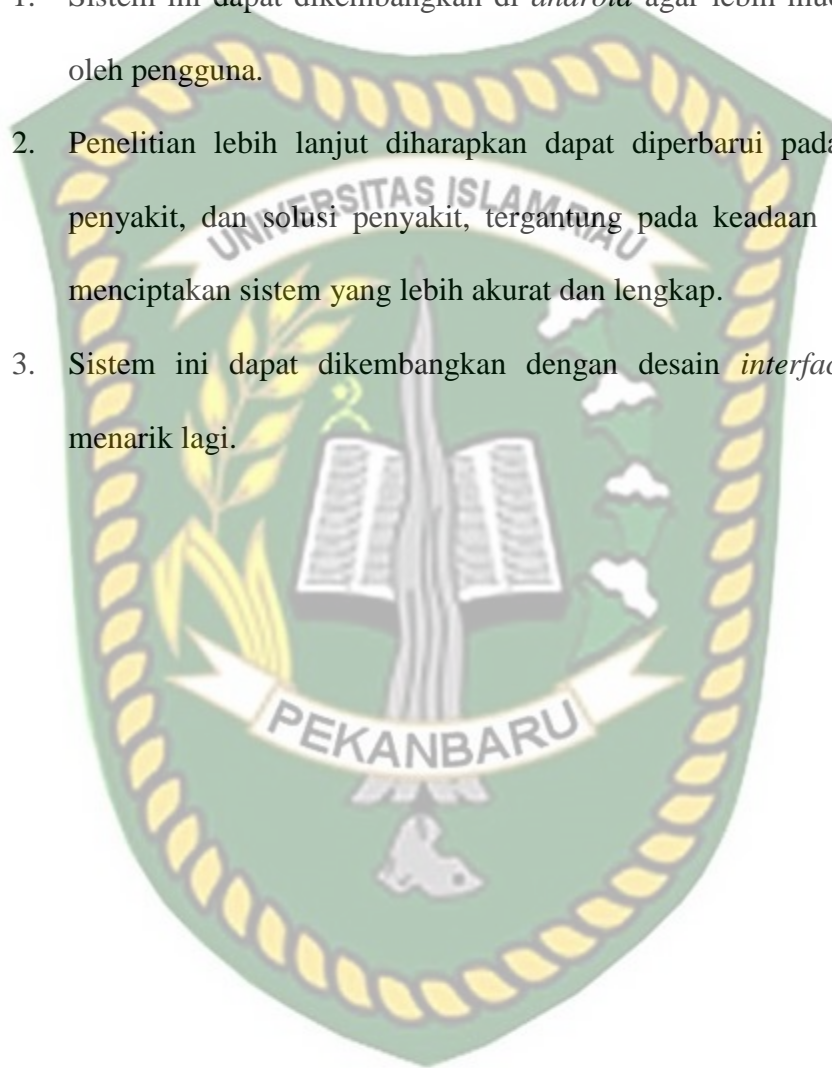 1. Sistem ini dapat dikembangkan di android agar lebih
oleh pengguna.
2. Penelitian lebih lanjut diharapkan dapat diperbarui pada
penyakit, dan solusi penyakit, tergantung pada keadaan
menciptakan sistem yang lebih akurat dan lengkap.
3. Sistem ini dapat dikembangkan dengan desain
menarik lagi.
UNIVERSITAS ISLAM RIAU
PEKANBARU